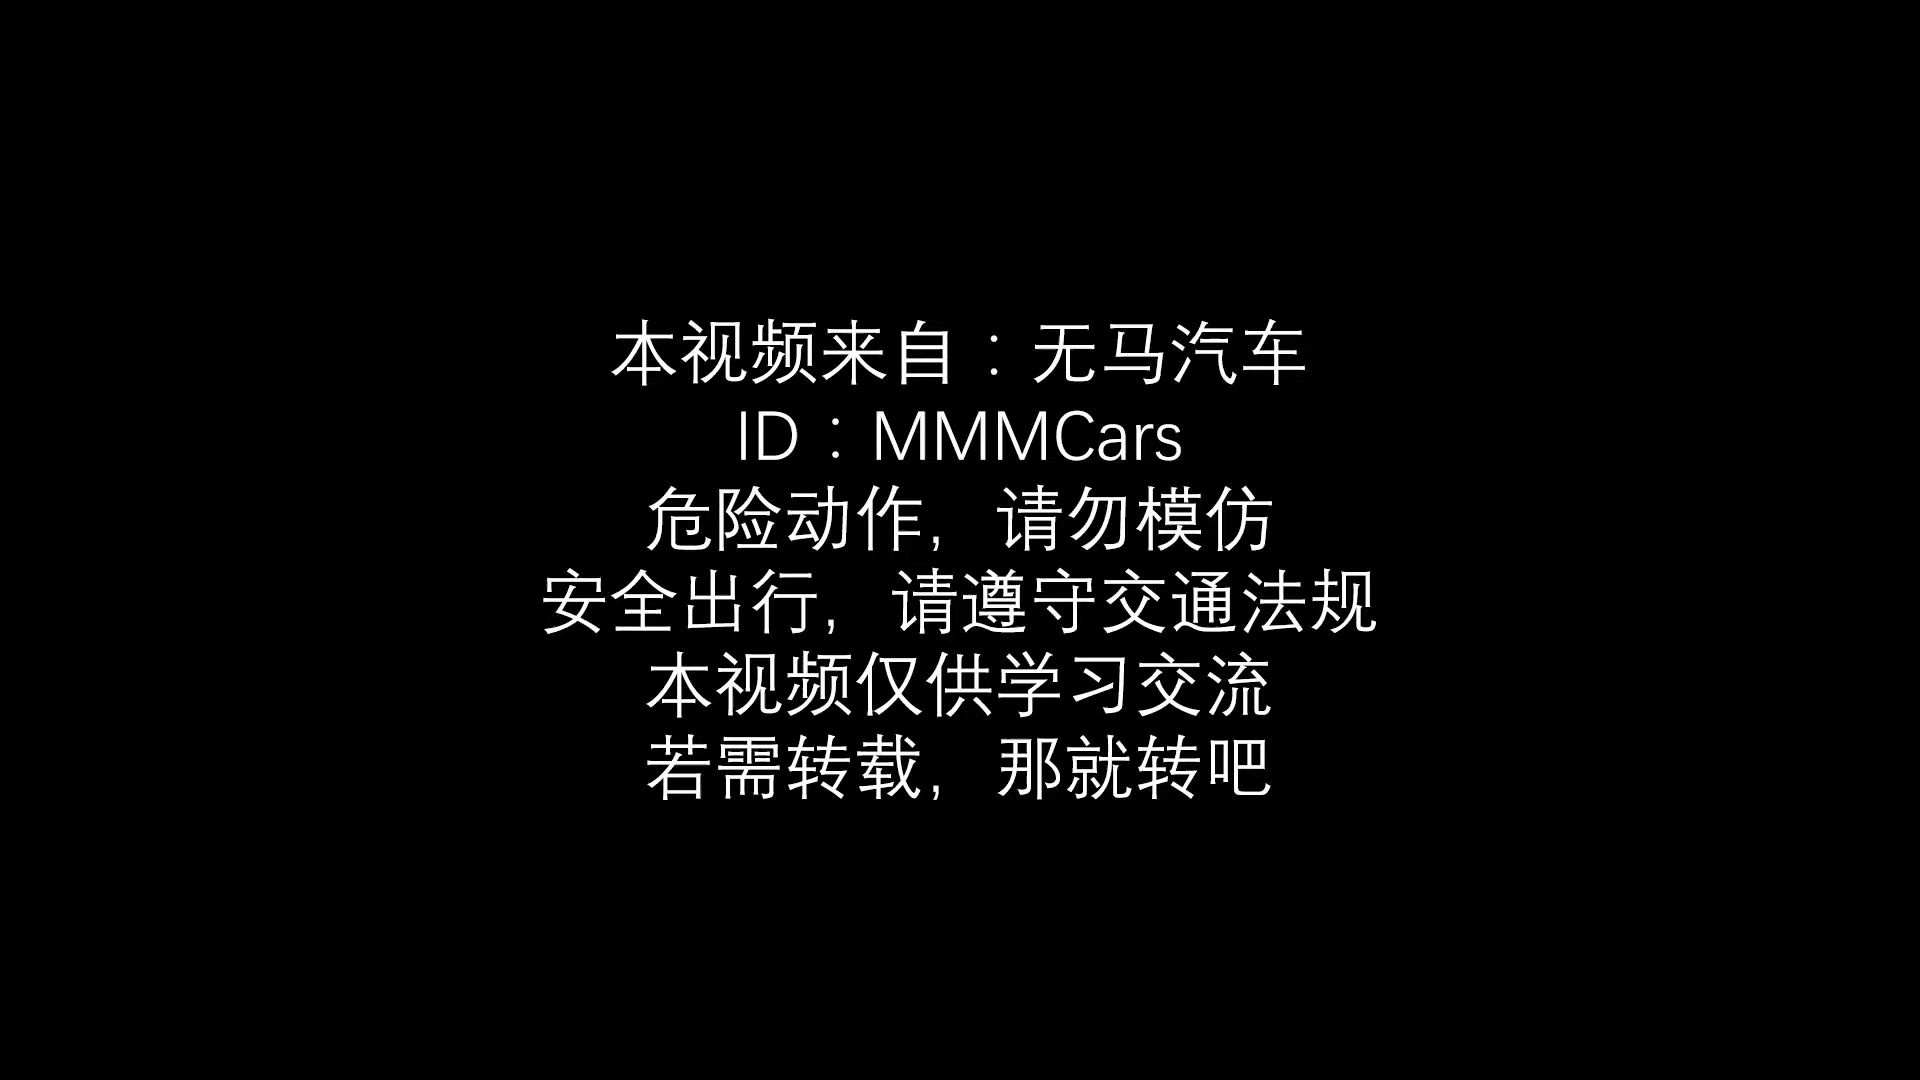 本视频来自：无马汽车
ID：MMMCars
危险动作，请勿模仿
安全出行，请遵守交通法规
本视频仅供学习交流
若需转载，那就转吧